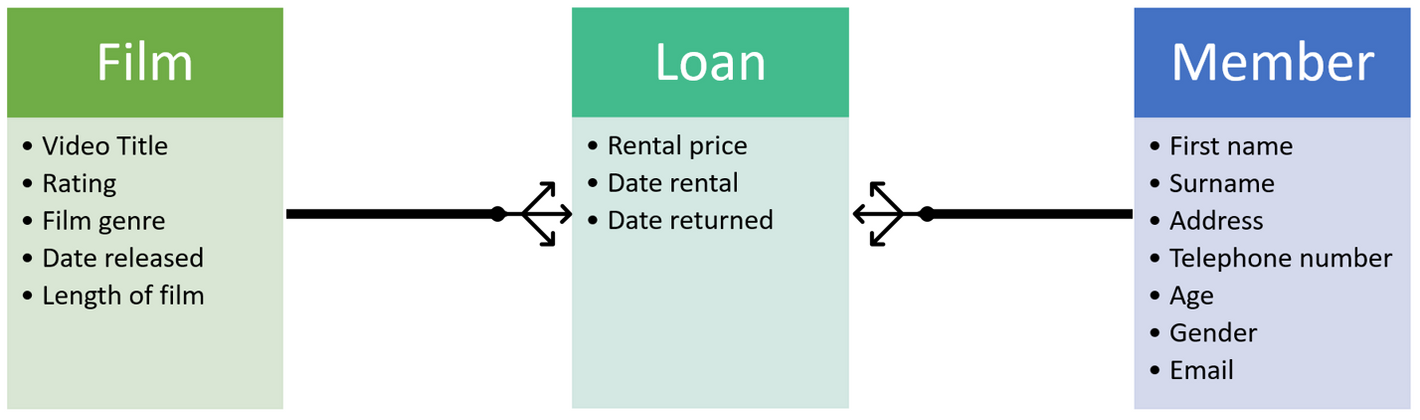 Film
• Video Title
• Rating
• Film genre
• Date released
• Length of film
Loan
• Rental price
• Date rental
• Date returned
Member
• First name
• Surname
• Address
• Telephone number
• Age
• Gender
• Email